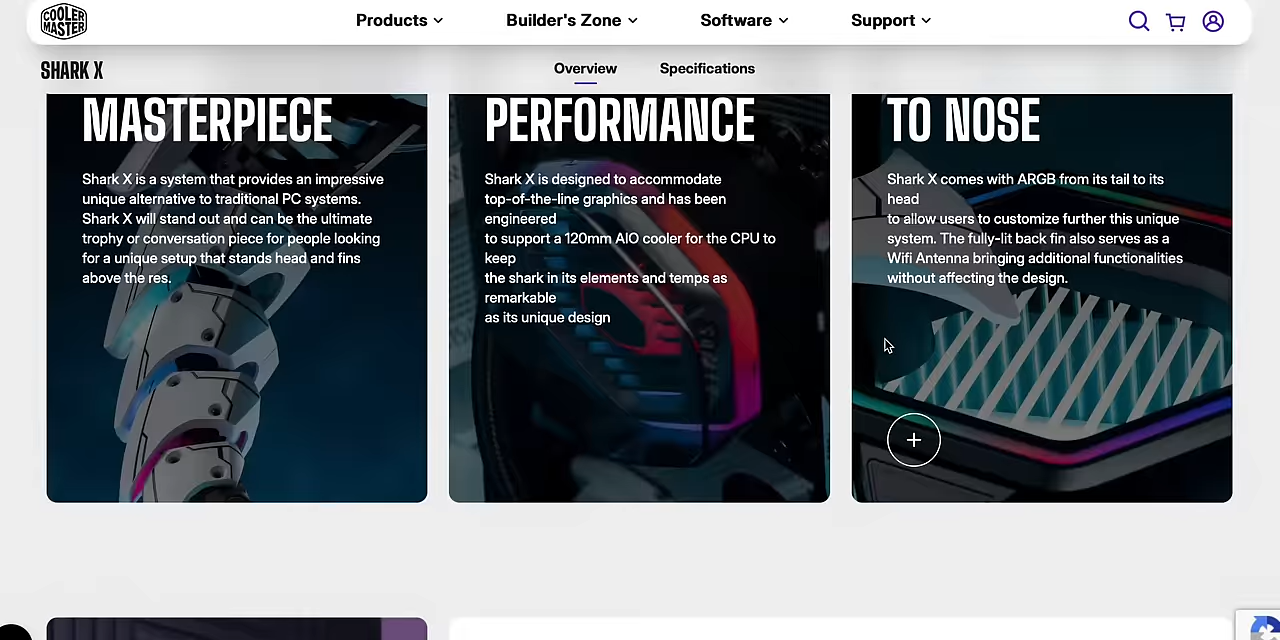 COOLER
MASTER
Products
Builder's Zone
Software
Support
SHARK X
Overview
Specifications
MASTERPIECE
Shark X is a system that provides an impressive
unique alternative to traditional PC systems.
Shark X will stand out and can be the ultimate
trophy or conversation piece for people looking
for a unique setup that stands head and fins
above the res.
PERFORMANCE
Shark X is designed to accommodate
top-of-the-line graphics and has been
engineered
to support a 120mm AIO cooler for the CPU to
keep
the shark in its elements and temps as
remarkable
as its unique design
TO NOSE
Shark X comes with ARGB from its tail to its
head
to allow users to customize further this unique
system. The fully-lit back fin also serves as a
Wifi Antenna bringing additional functionalities
without affecting the design.